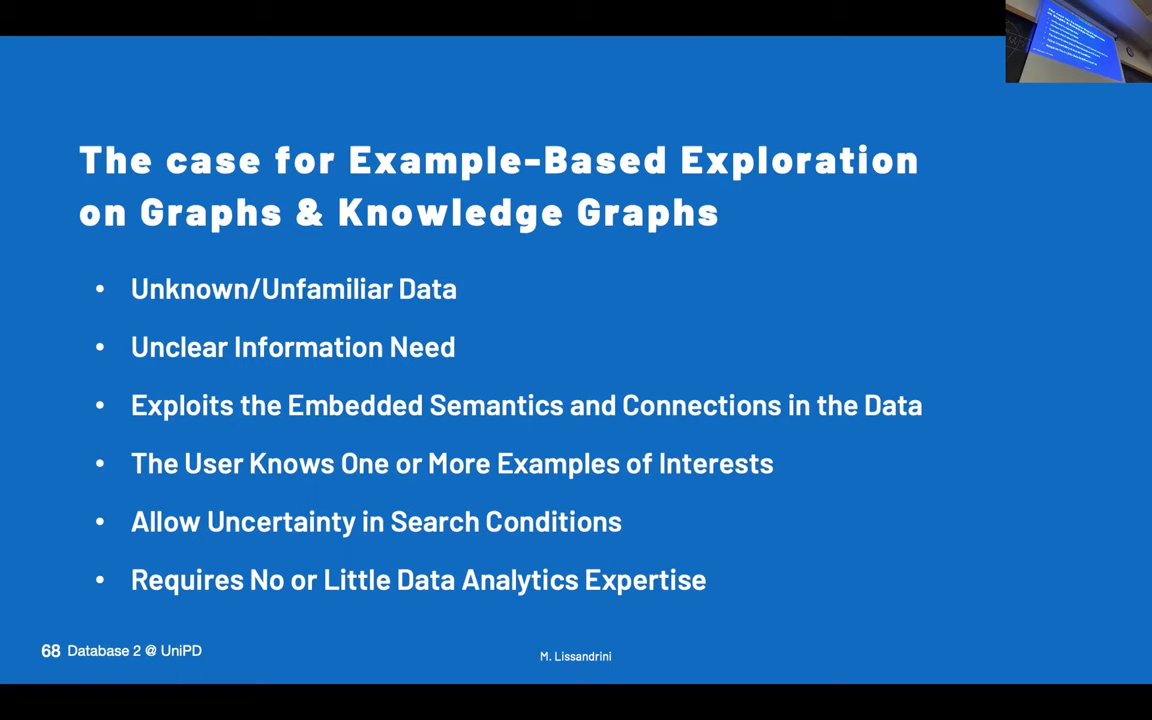 The case for Example-Based Exploration
on Graphs & Knowledge Graphs
• Unknown/Unfamiliar Data
• Unclear Information Need
• Exploits the Embedded Semantics and Connections in the Data
• The User Knows One or More Examples of Interests
• Allow Uncertainty in Search Conditions
• Requires No or Little Data Analytics Expertise
68 Database 2 @ UniPD
M. Lissandrini